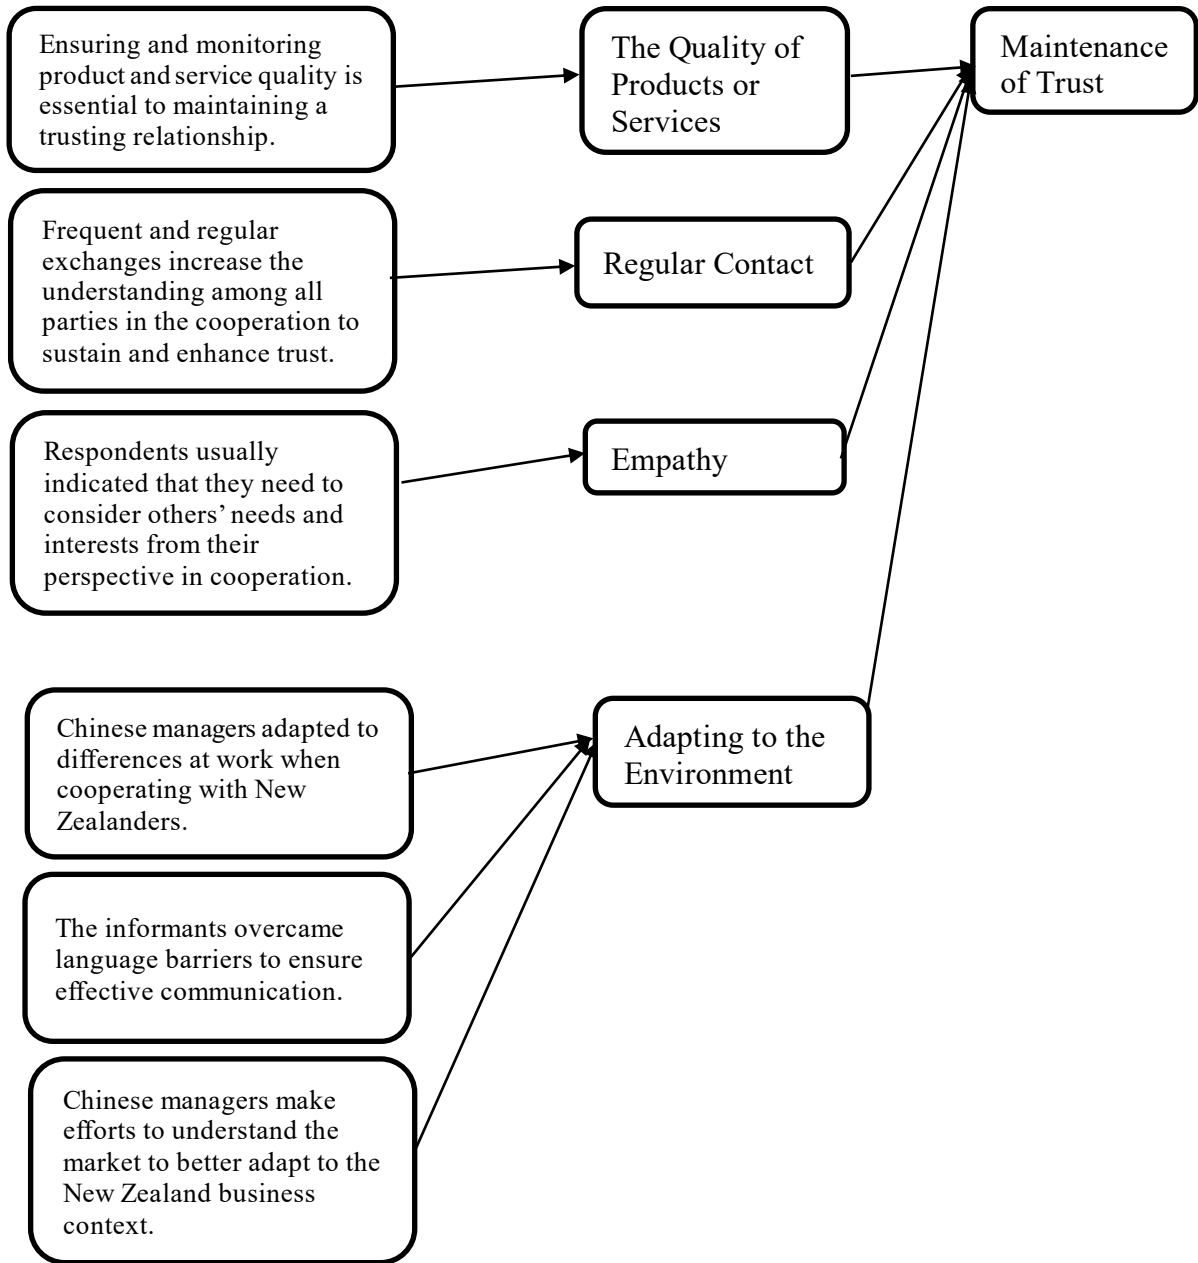 Ensuring and monitoring
product and service quality is
essential to maintaining a
trusting relationship.
The Quality of
Products or
Services
Maintenance
of Trust
Frequent and regular
exchanges increase the
understanding among all
parties in the cooperation to
sustain and enhance trust.
Regular Contact
Respondents usually
indicated that they need to
consider others’ needs and
interests from their
perspective in cooperation.
Empathy
Chinese managers adapted to
differences at work when
cooperating with New
Zealanders.
Adapting to the
Environment
The informants overcame
language barriers to ensure
effective communication.
Chinese managers make
efforts to understand the
market to better adapt to the
New Zealand business
context.